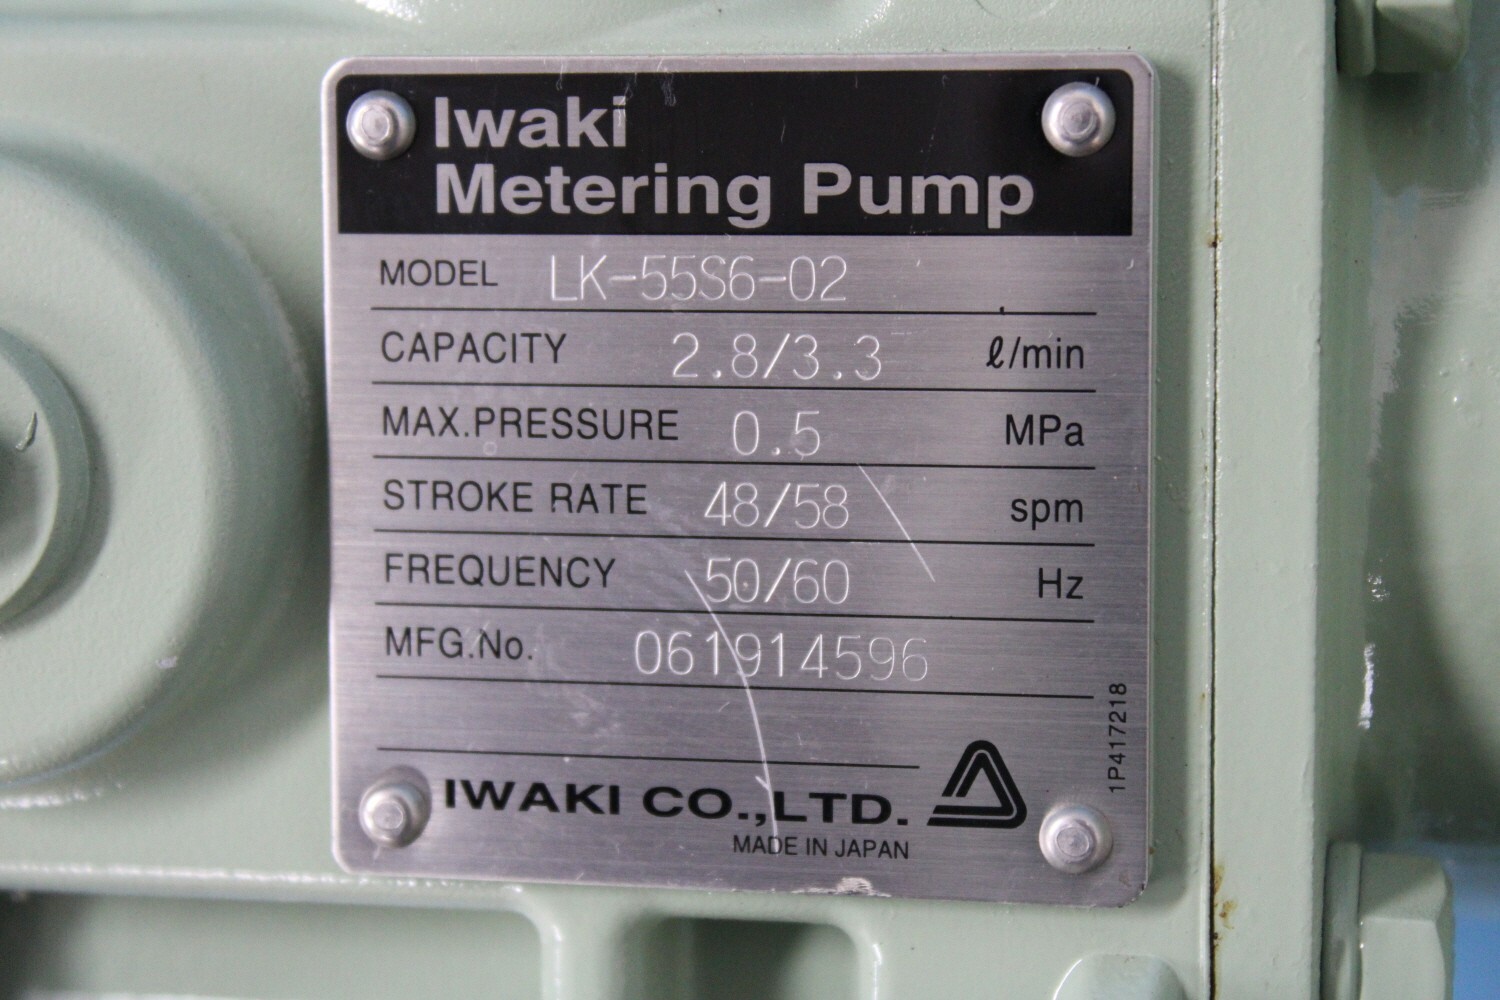 Iwaki
Metering Pump
MODEL LK-55S6-02
CAPACITY 2.8/3.3 ℓ/min
MAX.PRESSURE 0.5 MPa
STROKE RATE 48/58 spm
FREQUENCY 50/60 Hz
MFG.No. 061914596
IWAKI CO.,LTD.
MADE IN JAPAN
1P417218